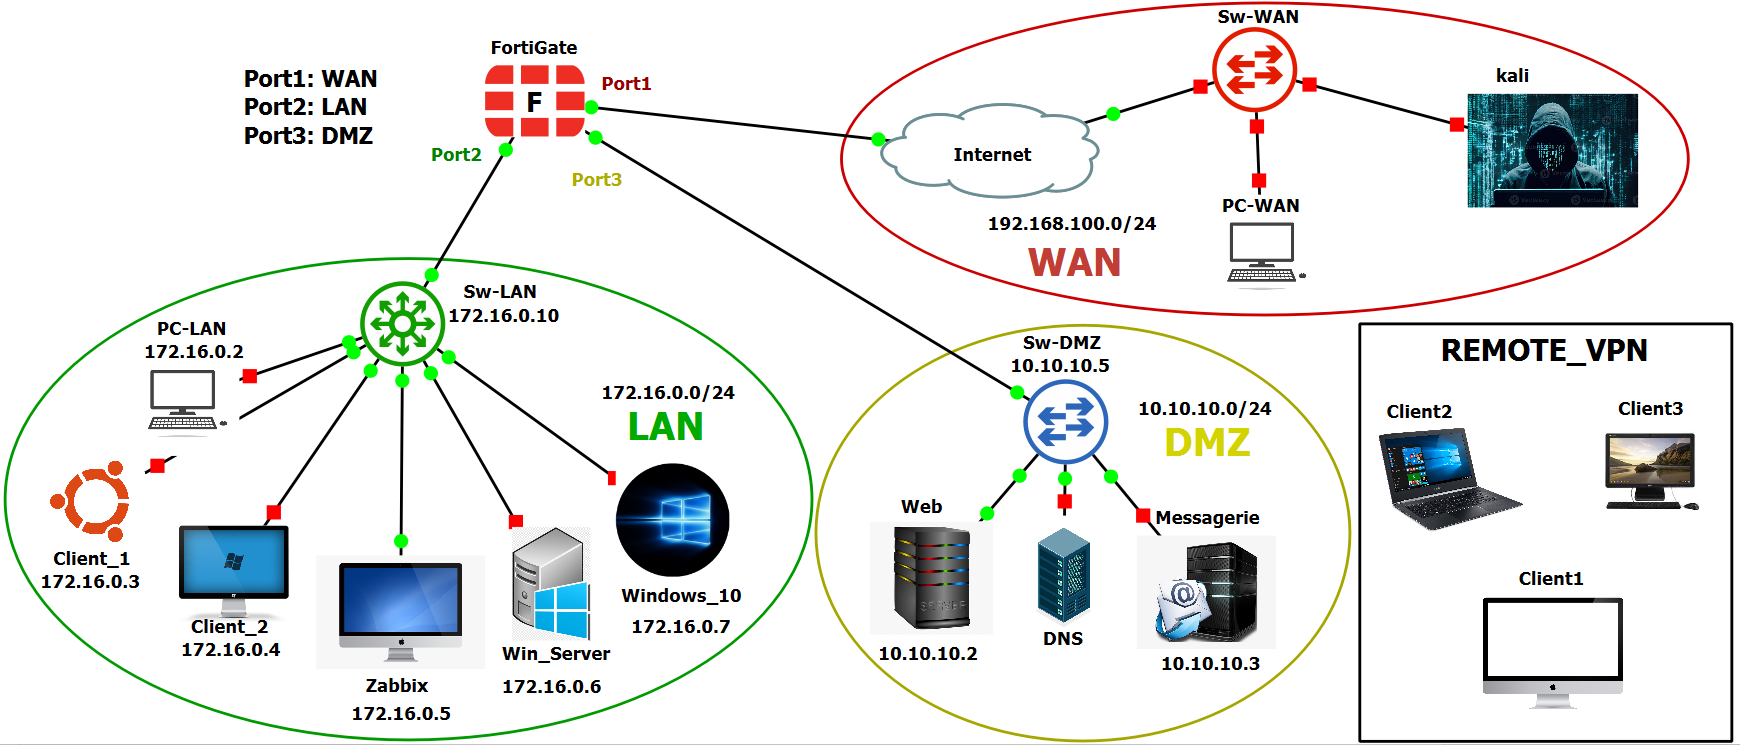 Sw-WAN
FortiGate
Port1: WAN
Port2: LAN
Port3: DMZ
F
Port1
Port2
Port3
Internet
kali
PC-WAN
192.168.100.0/24
WAN
Sw-LAN
172.16.0.10
PC-LAN
172.16.0.2
172.16.0.0/24
LAN
Client_1
172.16.0.3
Client_2
172.16.0.4
Zabbix
172.16.0.5
Win_Server
172.16.0.6
Windows_10
172.16.0.7
Sw-DMZ
10.10.10.5
10.10.10.0/24
DMZ
Web
SERVER
10.10.10.2
DNS
Messagerie
@
10.10.10.3
REMOTE_VPN
Client2
Client3
Client1